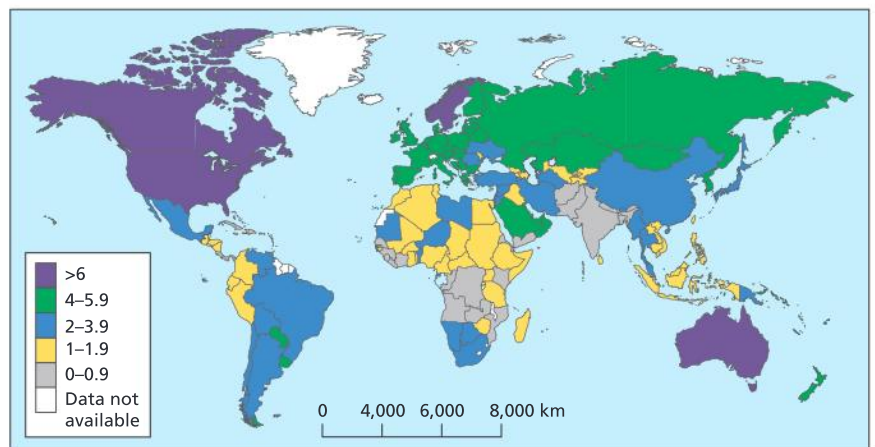 >6
4–5.9
2–3.9
1–1.9
0–0.9
Data not
available
0 4,000 6,000 8,000 km